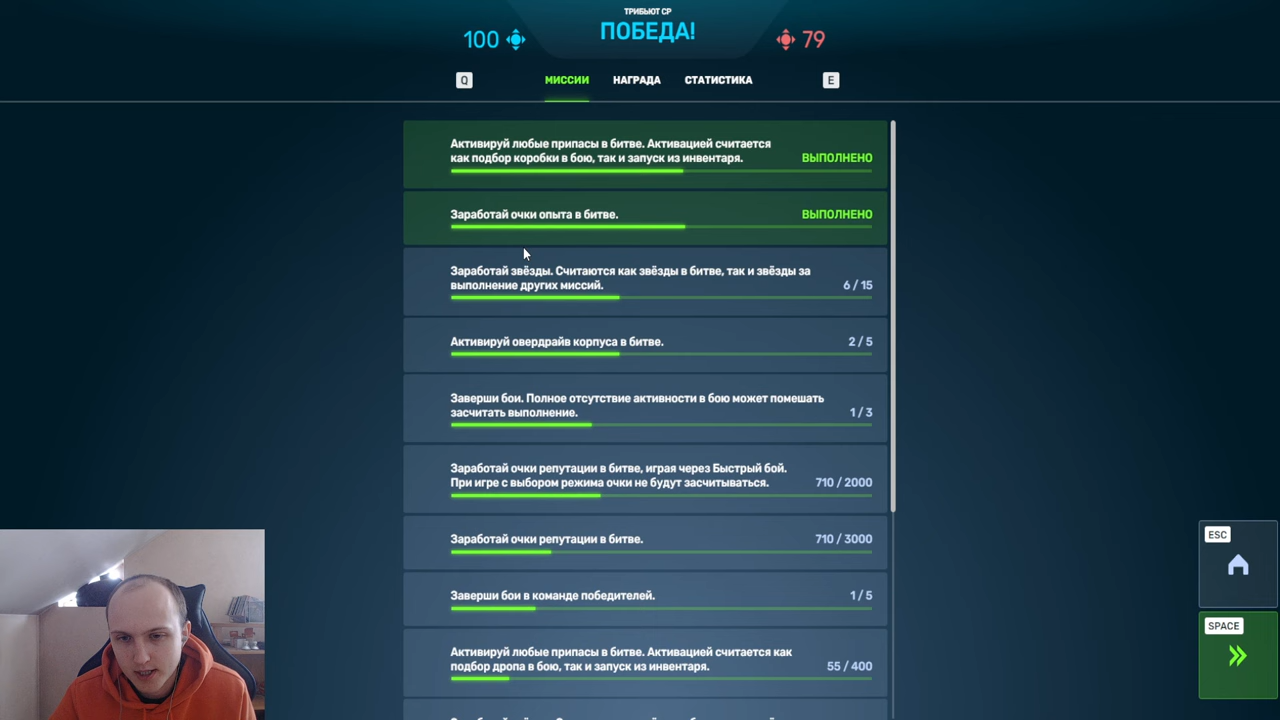 ТРИБЬЮТ CP
ПОБЕДА!
100
79
Q
МИССИИ
НАГРАДА
СТАТИСТИКА
E
Активируй любые припасы в битве. Активацией считается
как подбор коробки в бою, так и запуск из инвентаря.
ВЫПОЛНЕНО
Заработай очки опыта в битве.
ВЫПОЛНЕНО
Заработай звёзды. Считаются как звёзды в битве, так и звёзды за
выполнение других миссий.
6 / 15
Активируй овердрайв корпуса в битве.
2 / 5
Заверши бои. Полное отсутствие активности в бою может помешать
засчитать выполнение.
1 / 3
Заработай очки репутации в битве, играя через Быстрый бой.
При игре с выбором режима очки не будут засчитываться.
710 / 2000
Заработай очки репутации в битве.
710 / 3000
Заверши бои в команде победителей.
1 / 5
Активируй любые припасы в битве. Активацией считается как
подбор дропа в бою, так и запуск из инвентаря.
55 / 400
ESC
SPACE